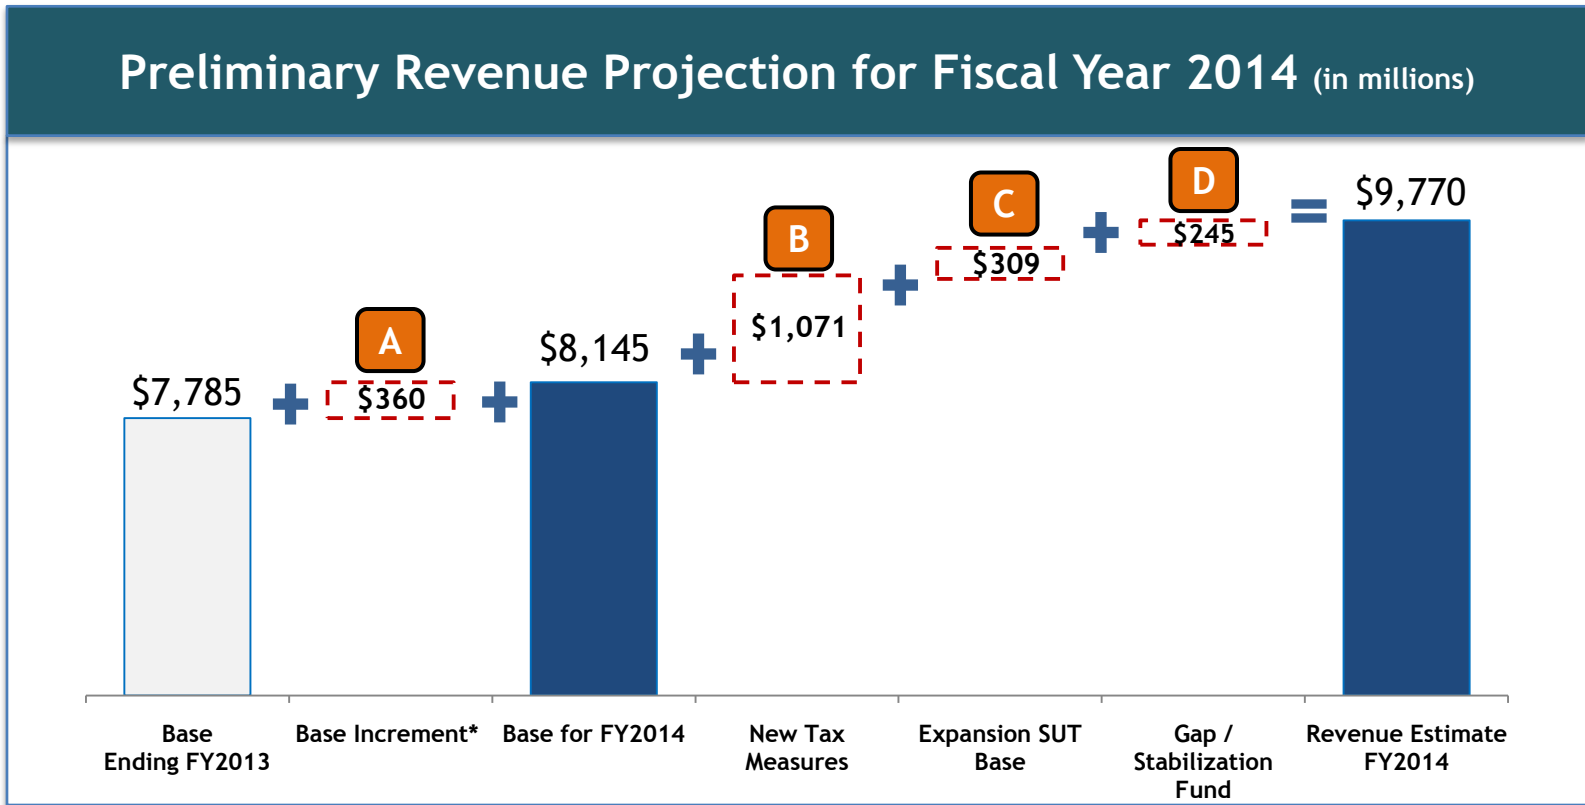 Preliminary Revenue Projection for Fiscal Year 2014 (in millions)
A
B
C
D
$7,785
+
$360
+
$8,145
+
$1,071
+
$309
+
$245
=
$9,770
Base
Ending FY2013
Base Increment*
Base for FY2014
New Tax
Measures
Expansion SUT
Base
Gap /
Stabilization
Fund
Revenue Estimate
FY2014